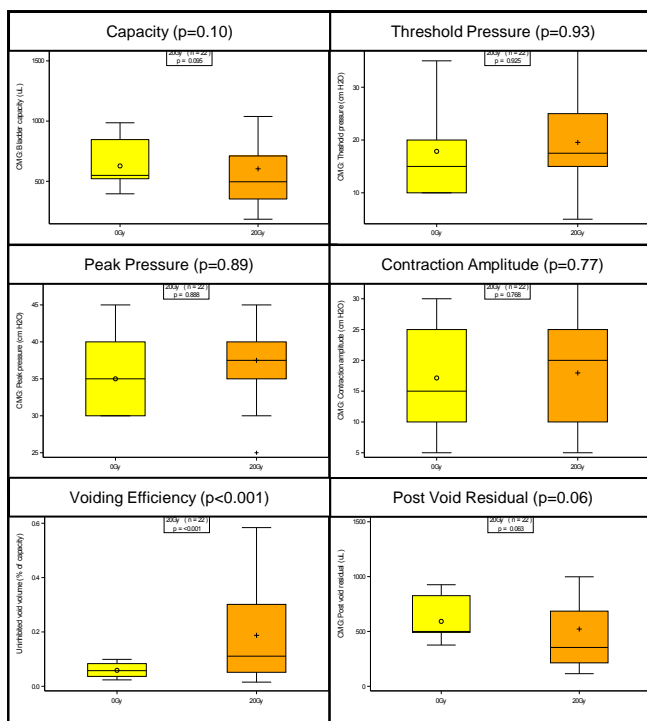 Capacity (p=0.10)
20Gy ( n = 22 )
p = 0.095
CMG: Bladder capacity (uL)
1500
1000
500
0Gy
20Gy
Threshold Pressure (p=0.93)
20Gy ( n = 22 )
p = 0.925
CMG: Threshold pressure (cm H2O)
30
20
10
0Gy
20Gy
Peak Pressure (p=0.89)
20Gy ( n = 22 )
p = 0.888
CMG: Peak pressure (cm H2O)
45
40
35
30
25
0Gy
20Gy
Contraction Amplitude (p=0.77)
20Gy ( n = 22 )
p = 0.768
CMG: Contraction amplitude (cm H2O)
30
25
20
15
10
5
0Gy
20Gy
Voiding Efficiency (p<0.001)
20Gy ( n = 22 )
p = <0.001
Uninhibited void volume (% of capacity)
0.6
0.4
0.2
0.0
0Gy
20Gy
Post Void Residual (p=0.06)
20Gy ( n = 22 )
p = 0.063
CMG: Post void residual (uL)
1500
1000
500
0
0Gy
20Gy